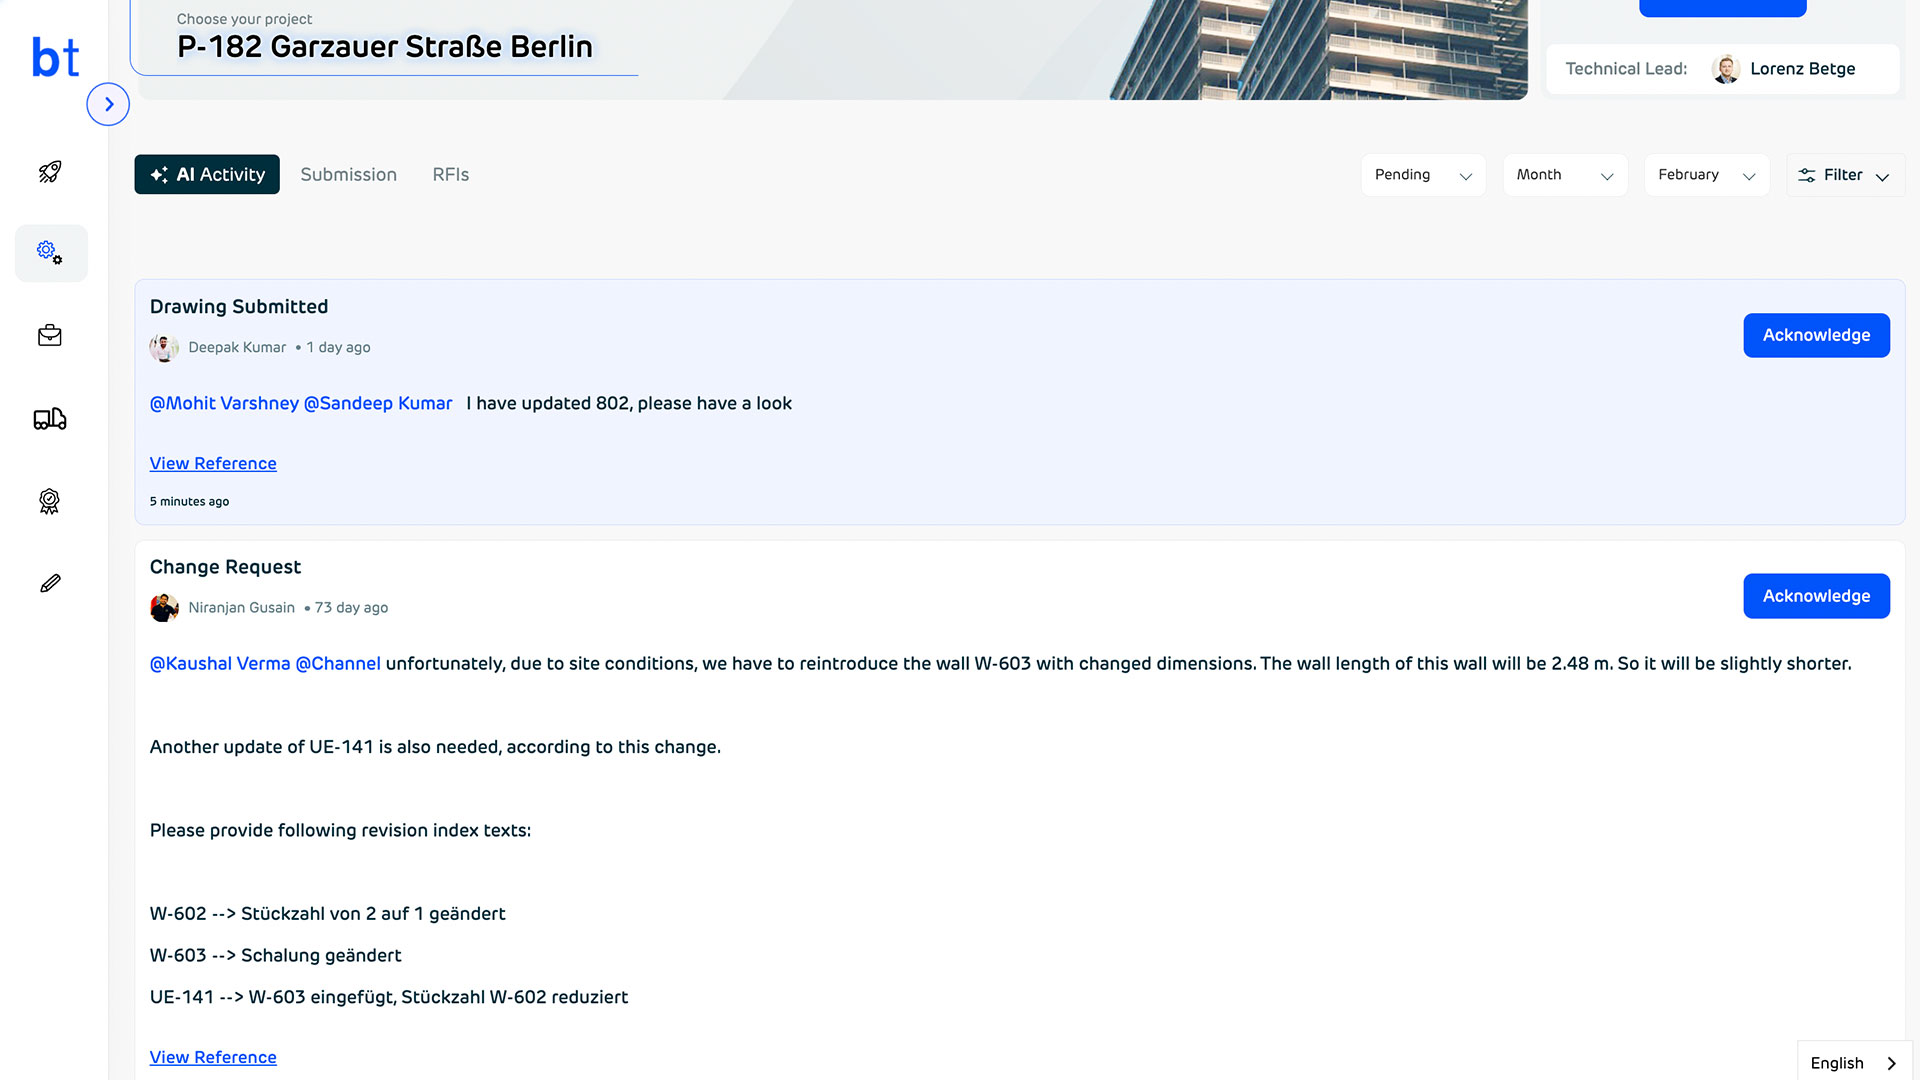 Choose your project
P-182 Garzauer Straße Berlin
bt
Technical Lead: Lorenz Betge
AI Activity
Submission
RFIs
Pending
Month
February
Filter
Drawing Submitted
Deepak Kumar • 1 day ago
Acknowledge
@Mohit Varshney @Sandeep Kumar I have updated 802, please have a look
View Reference
5 minutes ago
Change Request
Niranjan Gusain • 73 day ago
Acknowledge
@Kaushal Verma @Channel unfortunately, due to site conditions, we have to reintroduce the wall W-603 with changed dimensions. The wall length of this wall will be 2.48 m. So it will be slightly shorter.
Another update of UE-141 is also needed, according to this change.
Please provide following revision index texts:
W-602 --> Stückzahl von 2 auf 1 geändert
W-603 --> Schalung geändert
UE-141 --> W-603 eingefügt, Stückzahl W-602 reduziert
View Reference
English